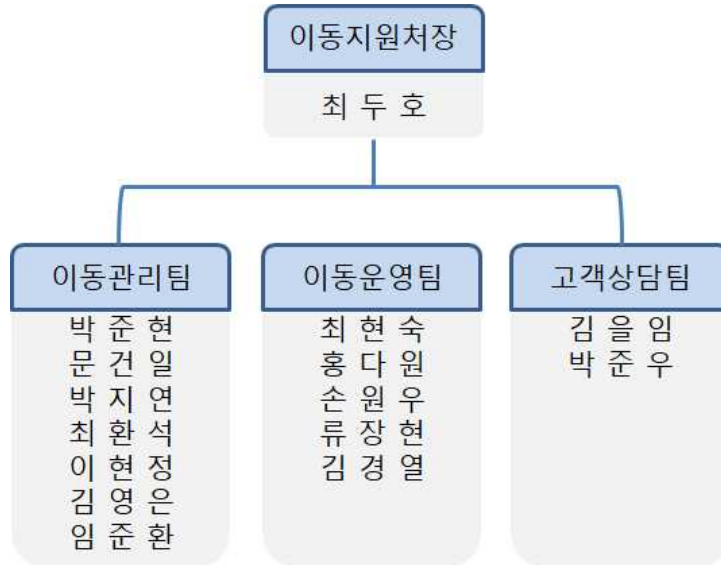 이동지원처장
최 두 호
이동관리팀
박 준 현
문 건 일
박 지 연
최 환 석
이 현 정
김 영 은
임 준 환
이동운영팀
최 현 숙
홍 다 원
손 원 우
류 장 현
김 경 열
고객상담팀
김 을 임
박 준 우